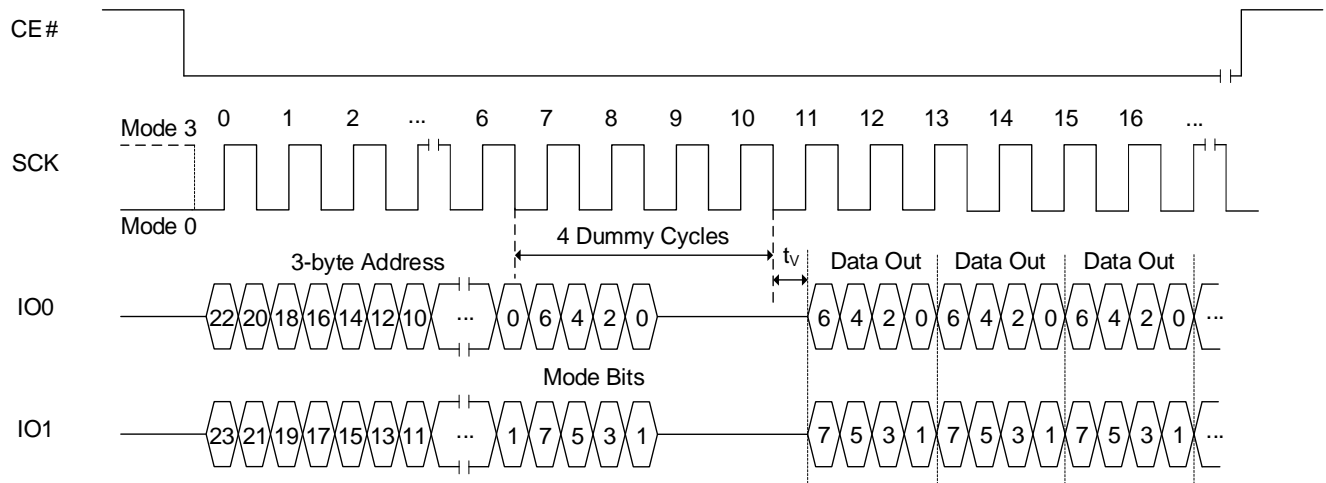 CE#
Mode 3
0 1 2 ... 6 7 8 9 10 11 12 13 14 15 16 ...
SCK
Mode 0
4 Dummy Cycles
3-byte Address
tV
Data Out Data Out Data Out
IO0
22 20 18 16 14 12 10 ... 0 6 4 2 0 6 4 2 0 6 4 2 0 6 4 2 0 ...
Mode Bits
IO1
23 21 19 17 15 13 11 ... 1 7 5 3 1 7 5 3 1 7 5 3 1 7 5 3 1 ...